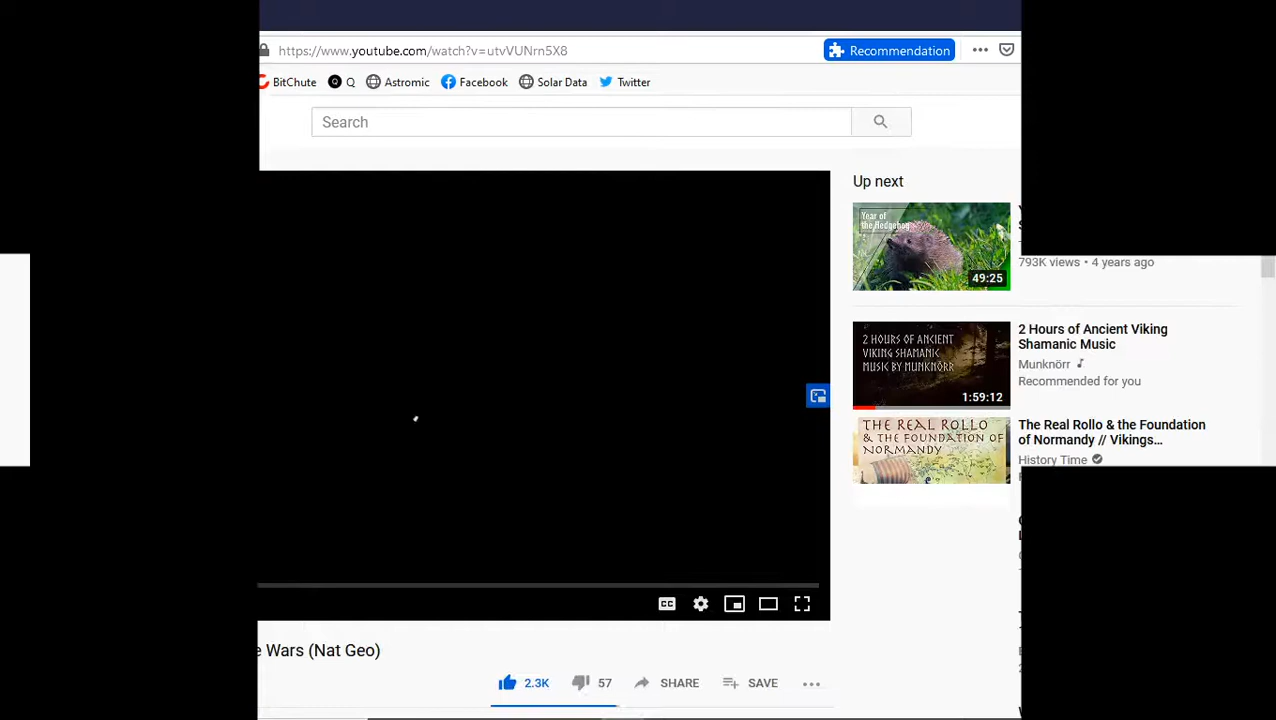 https://www.youtube.com/watch?v=utvVUNrn5X8
Recommendation
BitChute Q Astromic Facebook Solar Data Twitter
Search
Up next
Year of
the Hedgehog
49:25
793K views • 4 years ago
2 HOURS OF ANCIENT
VIKING SHAMANIC
MUSIC BY MUNKNÖRR
1:59:12
2 Hours of Ancient Viking
Shamanic Music
Munknörr
Recommended for you
THE REAL ROLLO
& THE FOUNDATION OF
NORMANDY
The Real Rollo & the Foundation
of Normandy // Vikings...
History Time
CC
e Wars (Nat Geo)
2.3K 57 SHARE SAVE